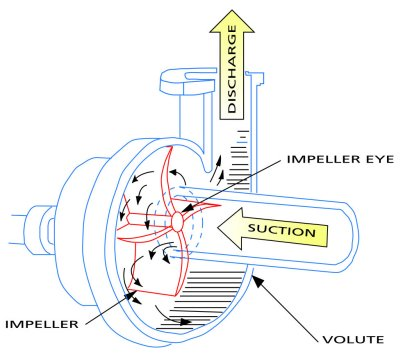 DISCHARGE
IMPELLER EYE
SUCTION
IMPELLER
VOLUTE